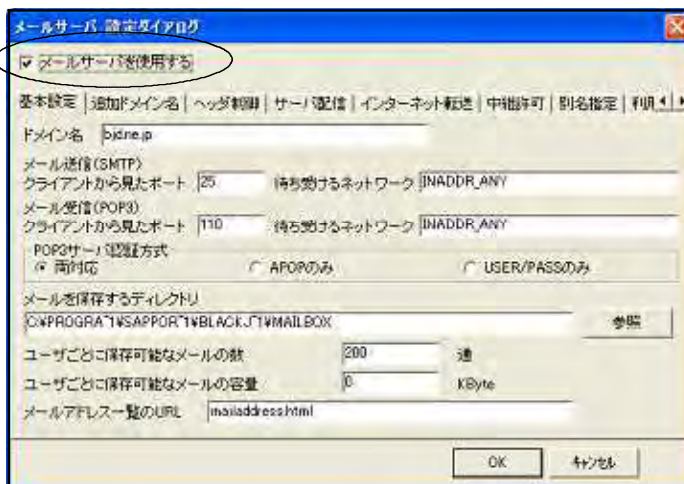 メールサーバ 設定ダイアログ
メールサーバを使用する
基本設定 追加ドメイン名 ヘッダ制御 サーバ配信 インターネット転送 中継許可 別名指定 利用
ドメイン名 bjd.ne.jp
メール送信(SMTP)
クライアントから見たポート 25 待ち受けるネットワーク INADDR_ANY
メール受信(POP3)
クライアントから見たポート 110 待ち受けるネットワーク INADDR_ANY
POP3サーバ認証方式
両対応 APOPのみ USER/PASSのみ
メールを保存するディレクトリ
C:¥PROGRA~1¥SAPPOR~1¥BLACKJ~1¥MAILBOX 参照
ユーザごとに保存可能なメールの数 200 通
ユーザごとに保存可能なメールの容量 0 KByte
メールアドレス一覧のURL mailaddress.html
OK キャンセル